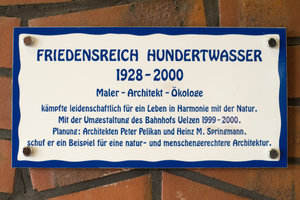 FRIEDENSREICH HUNDERTWASSER
1928 - 2000
Maler - Architekt - Ökologe
kämpfte leidenschaftlich für ein Leben in Harmonie mit der Natur.
Mit der Umgestaltung des Bahnhofs Uelzen 1999 - 2000,
Planung: Architekten Peter Pelikan und Heinz M. Springmann,
schuf er ein Beispiel für eine natur- und menschengerechtere Architektur.